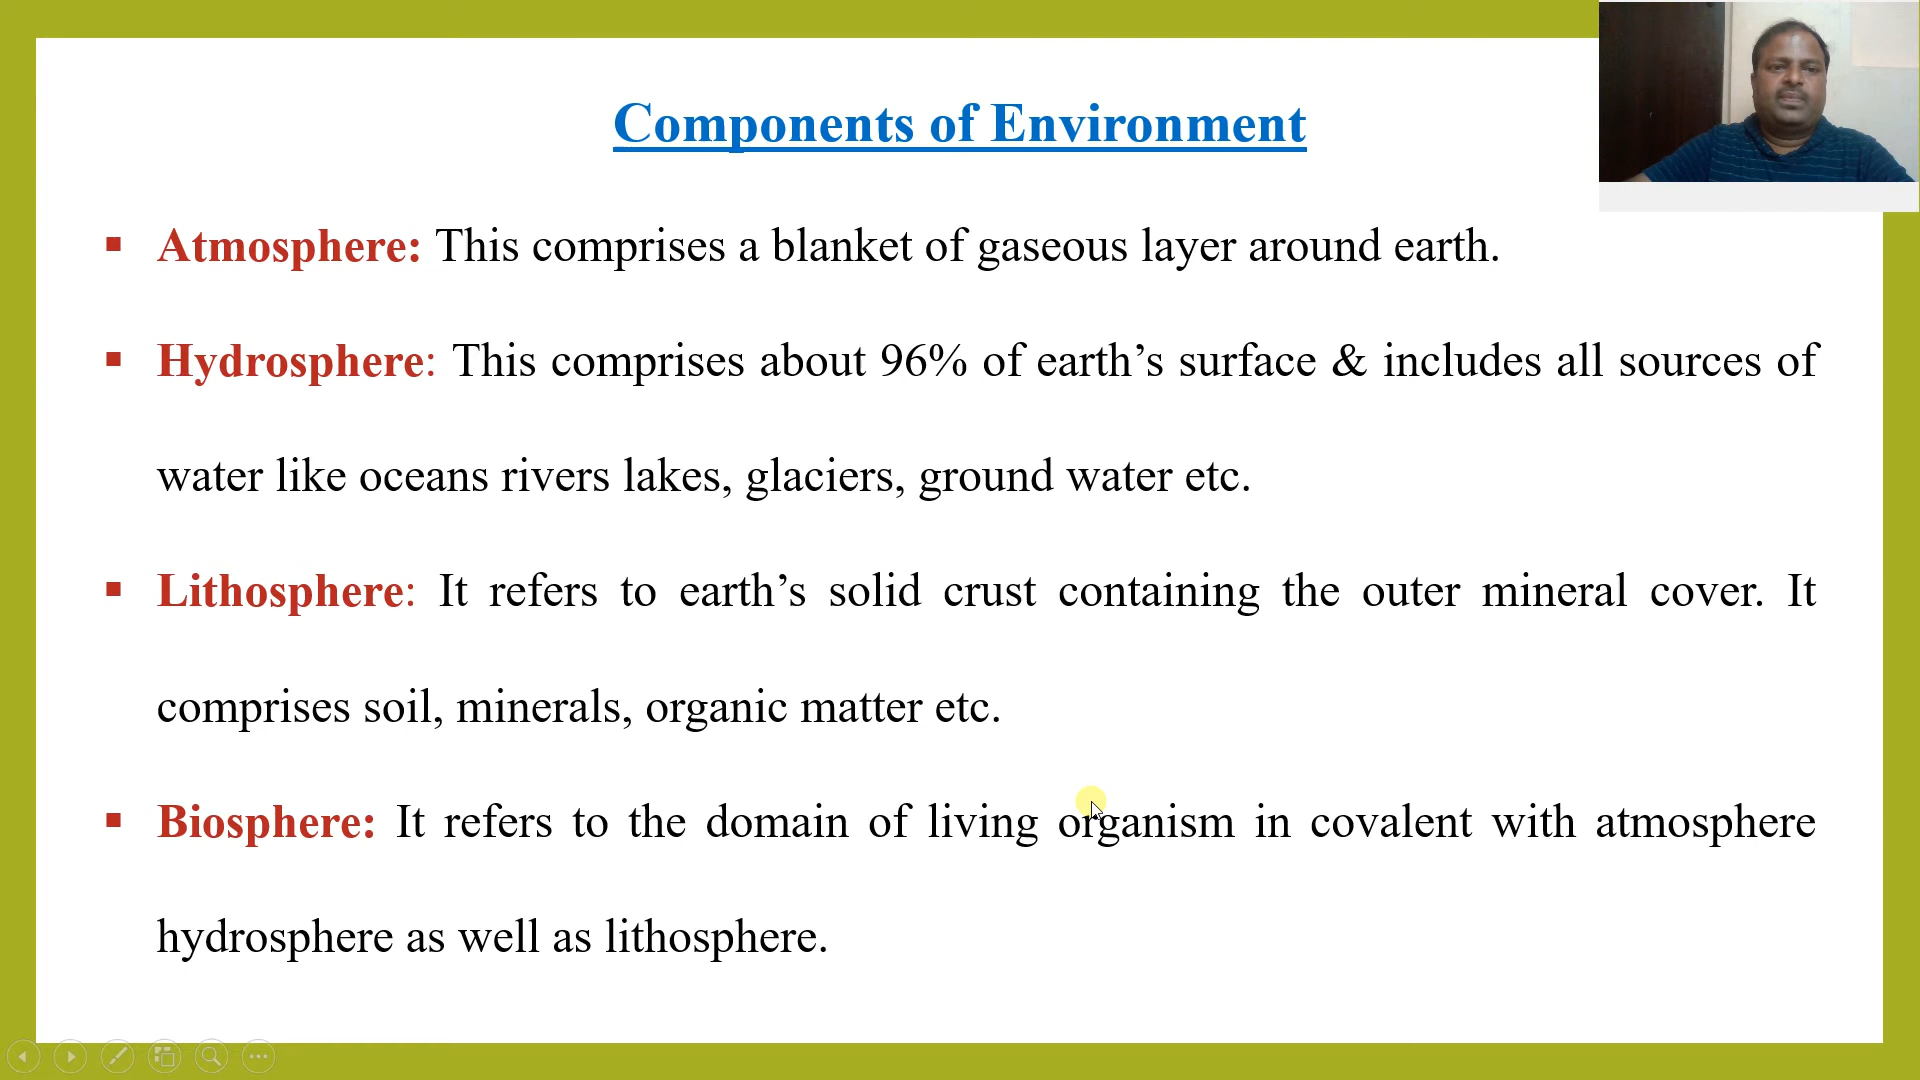 Components of Environment
▪ Atmosphere: This comprises a blanket of gaseous layer around earth.
▪ Hydrosphere: This comprises about 96% of earth’s surface & includes all sources of
water like oceans rivers lakes, glaciers, ground water etc.
▪ Lithosphere: It refers to earth’s solid crust containing the outer mineral cover. It
comprises soil, minerals, organic matter etc.
▪ Biosphere: It refers to the domain of living organism in covalent with atmosphere
hydrosphere as well as lithosphere.